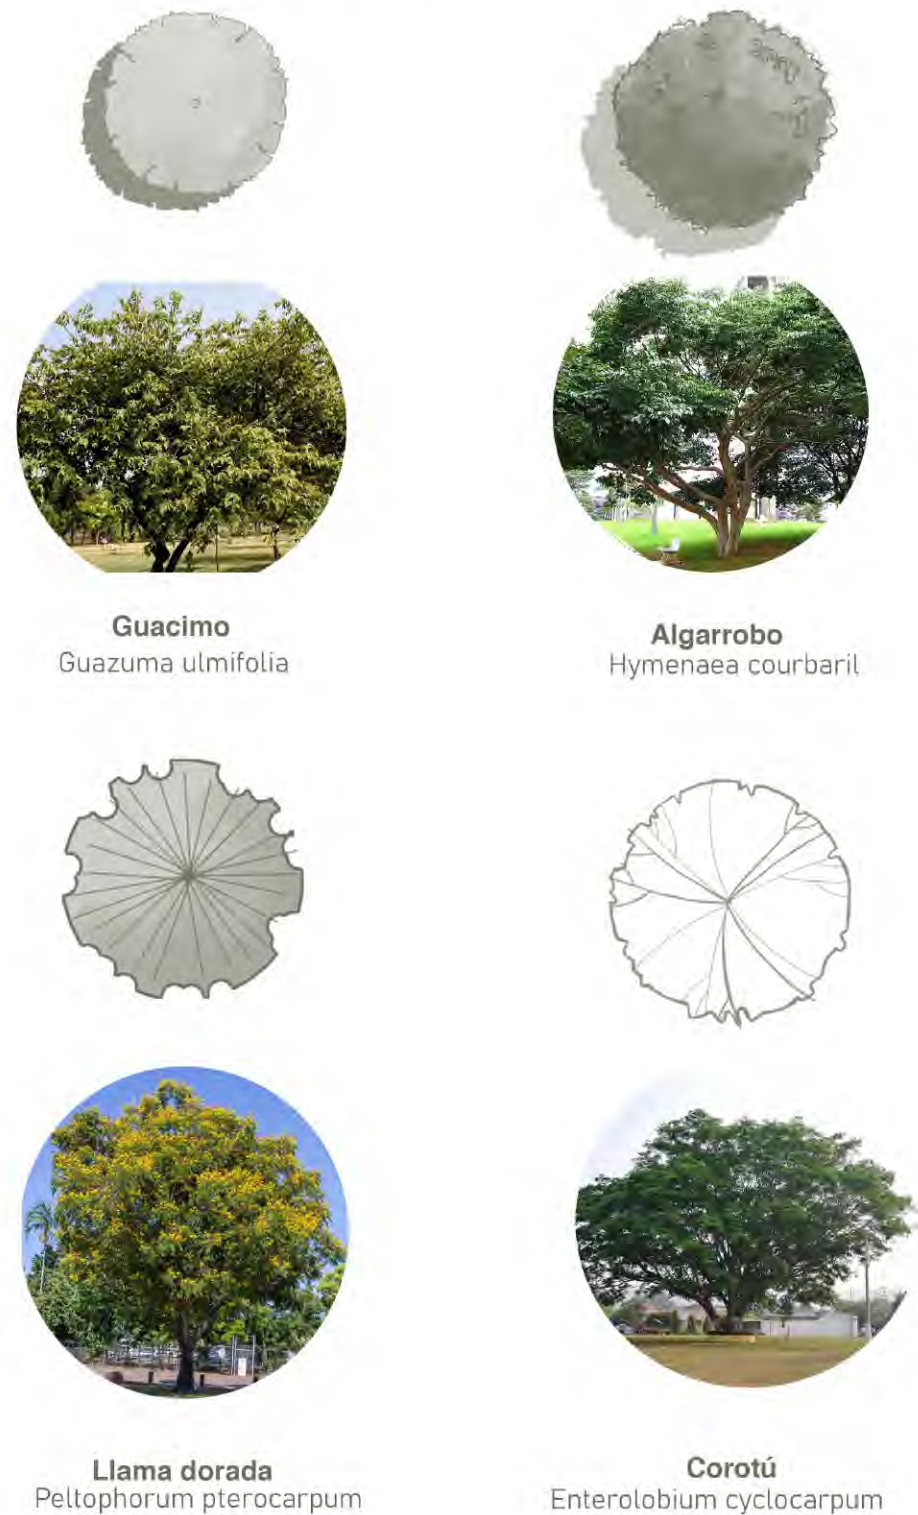 Guacimo
Guazuma ulmifolia
Algarrobo
Hymenaea courbaril
Llama dorada
Peltophorum pterocarpum
Corotú
Enterolobium cyclocarpum